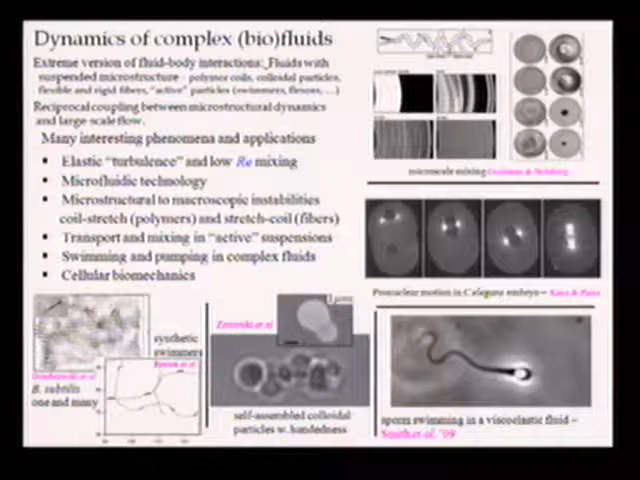 Dynamics of complex (bio)fluids
Extreme version of fluid-body interactions: Fluids with
suspended microstructure – polymer coils, colloidal particles,
flexible and rigid fibers, "active" particles (swimmers, flexors, …)
Reciprocal coupling between microstructural dynamics
and large-scale flow.
Many interesting phenomena and applications
▪ Elastic "turbulence" and low Re mixing
▪ Microfluidic technology
▪ Microstructural to macroscopic instabilities
coil-stretch (polymers) and stretch-coil (fibers)
▪ Transport and mixing in "active" suspensions
▪ Swimming and pumping in complex fluids
▪ Cellular biomechanics
microscale mixing
Pronuclear motion in embryo –
synthetic
swimmers
B. subtilis
one and many
et al
self-assembled colloidal
particles w. handedness
sperm swimming in a viscoelastic fluid –
Smith et al. '09